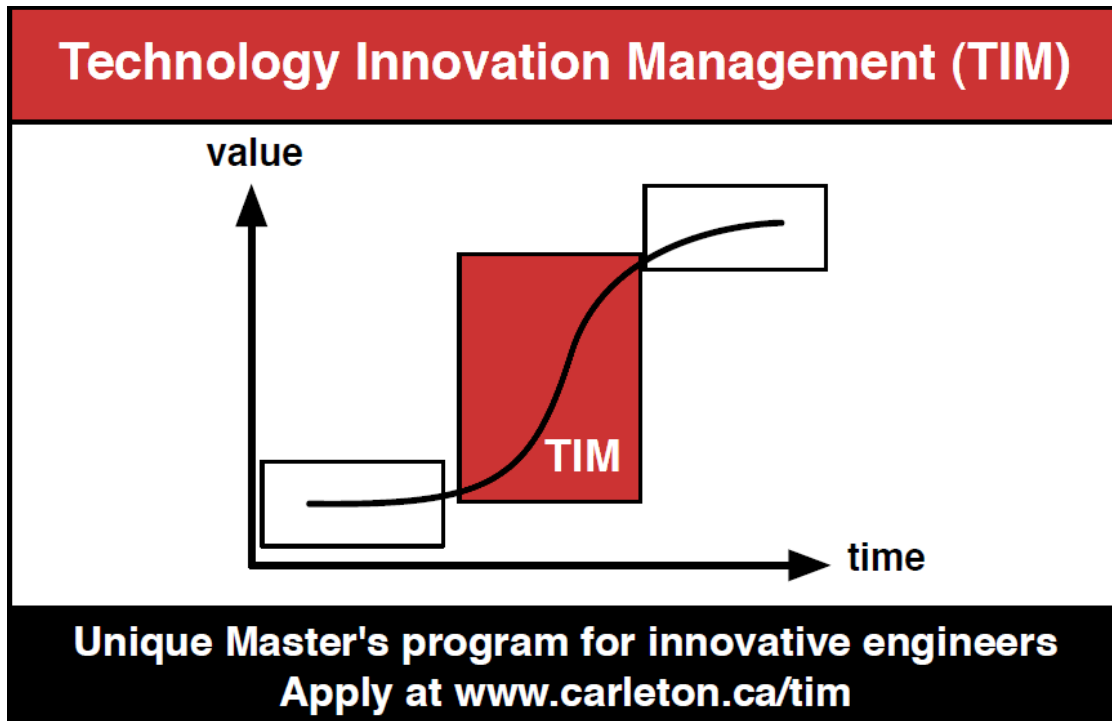 Technology Innovation Management (TIM)
value
TIM
time
Unique Master's program for innovative engineers
Apply at www.carleton.ca/tim